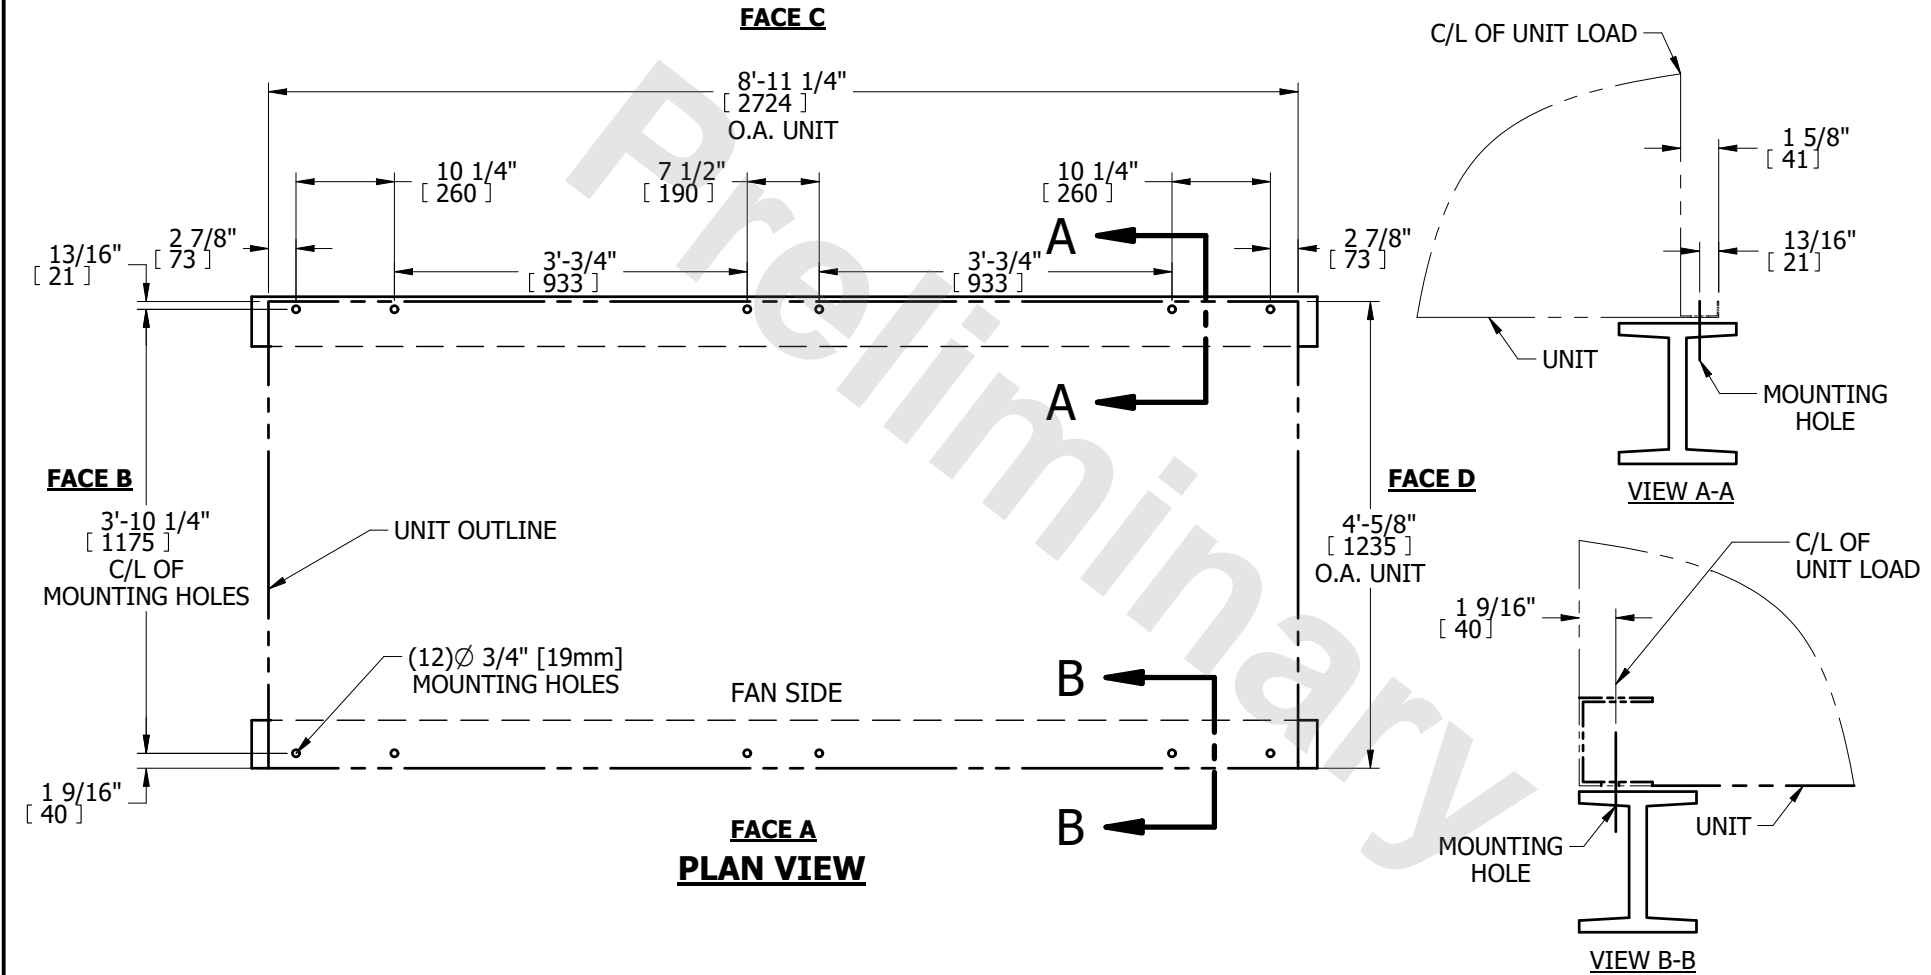 FACE C
8'-11 1/4"
[ 2724 ]
O.A. UNIT
10 1/4"
[ 260 ]
7 1/2"
[ 190 ]
10 1/4"
[ 260 ]
13/16"
[ 21 ]
2 7/8"
[ 73 ]
3'-3/4"
[ 933 ]
3'-3/4"
[ 933 ]
A
2 7/8"
[ 73 ]
A
FACE B
3'-10 1/4"
[ 1175 ]
C/L OF
MOUNTING HOLES
UNIT OUTLINE
FACE D
4'-5/8"
[ 1235 ]
O.A. UNIT
(12)Ø 3/4" [19mm]
MOUNTING HOLES
FAN SIDE
B
1 9/16"
[ 40 ]
B
FACE A
PLAN VIEW
C/L OF UNIT LOAD
1 5/8"
[ 41 ]
13/16"
[ 21 ]
UNIT
MOUNTING
HOLE
VIEW A-A
C/L OF
UNIT LOAD
1 9/16"
[ 40 ]
UNIT
MOUNTING
HOLE
VIEW B-B
Preliminary